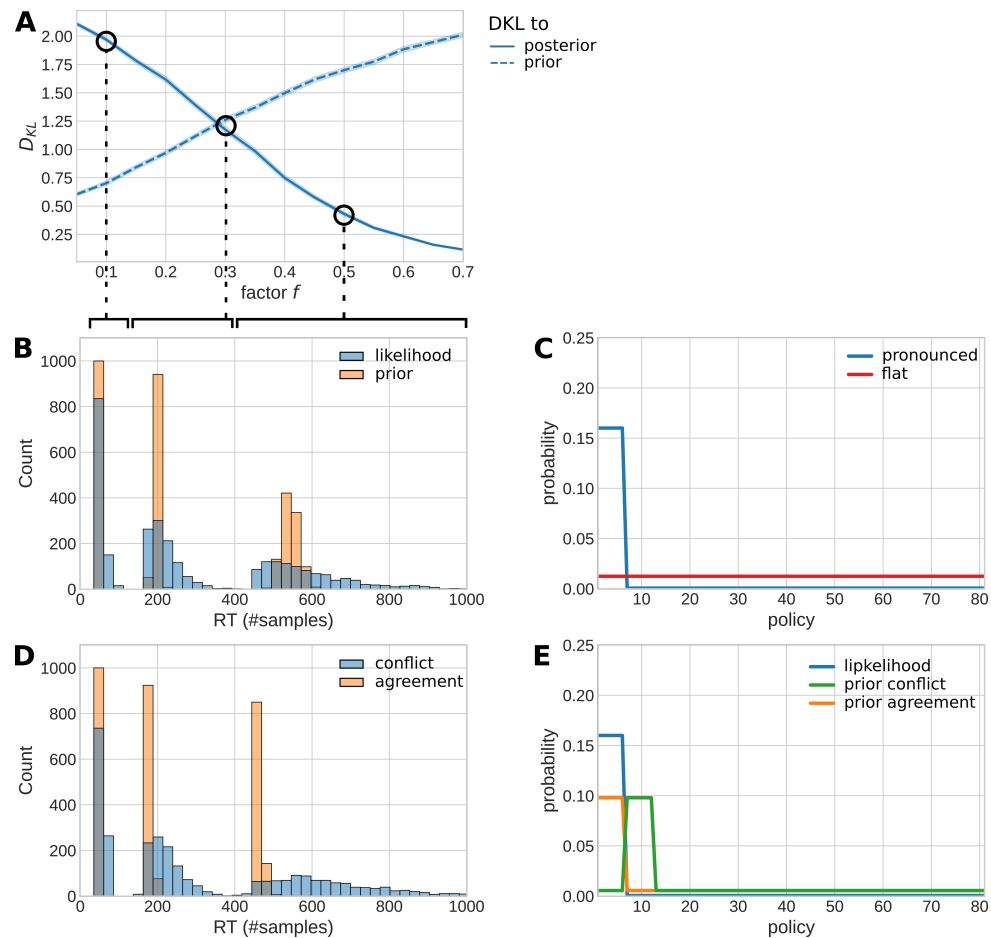 A
DKL to
posterior
prior
2.00
1.75
1.50
1.25
1.00
0.75
0.50
0.25
D_KL
0.1 0.2 0.3 0.4 0.5 0.6 0.7
factor f
B
likelihood
prior
1000
800
600
400
200
0
Count
0 200 400 600 800 1000
RT (#samples)
C
pronounced
flat
0.25
0.20
0.15
0.10
0.05
0.00
probability
10 20 30 40 50 60 70 80
policy
D
conflict
agreement
1000
800
600
400
200
0
Count
0 200 400 600 800 1000
RT (#samples)
E
lipkelihood
prior conflict
prior agreement
0.25
0.20
0.15
0.10
0.05
0.00
probability
10 20 30 40 50 60 70 80
policy